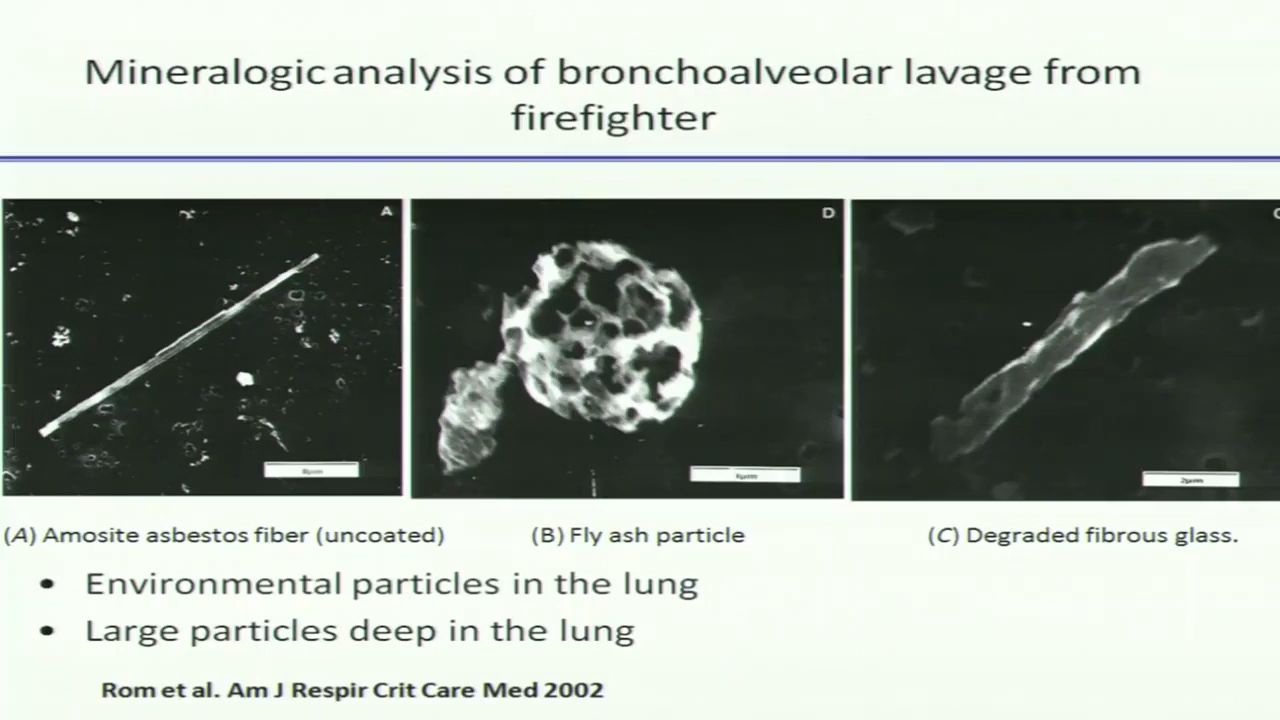 Mineralogic analysis of bronchoalveolar lavage from
firefighter
A
D
(A) Amosite asbestos fiber (uncoated)
(B) Fly ash particle
(C) Degraded fibrous glass.
2µm
• Environmental particles in the lung
• Large particles deep in the lung
Rom et al. Am J Respir Crit Care Med 2002